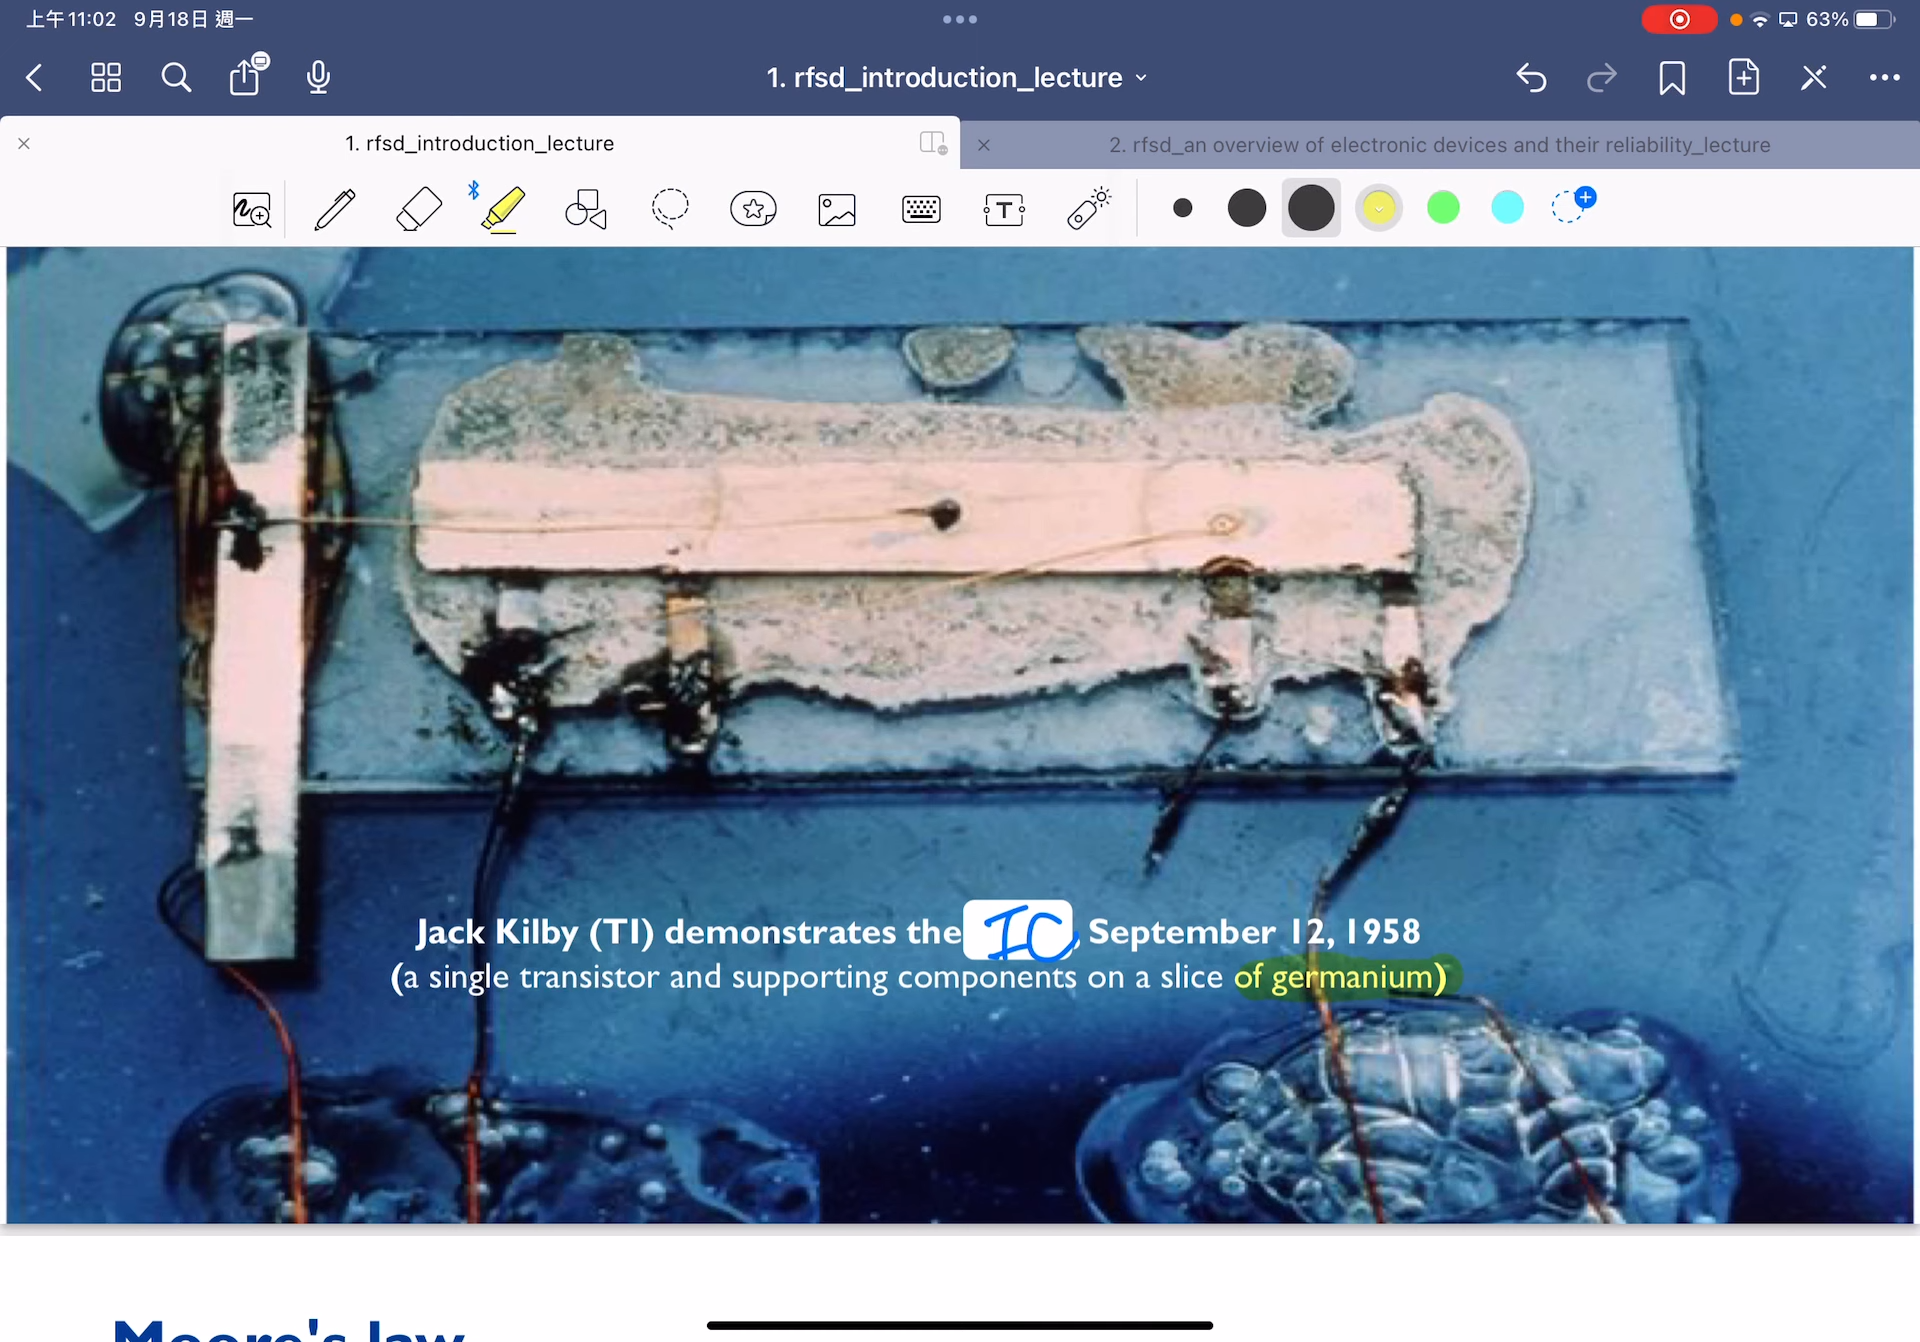 上午11:02 9月18日 週一
63%
1. rfsd_introduction_lecture
1. rfsd_introduction_lecture
2. rfsd_an overview of electronic devices and their reliability_lecture
T
Jack Kilby (TI) demonstrates the IC, September 12, 1958
(a single transistor and supporting components on a slice of germanium)
Moore's law